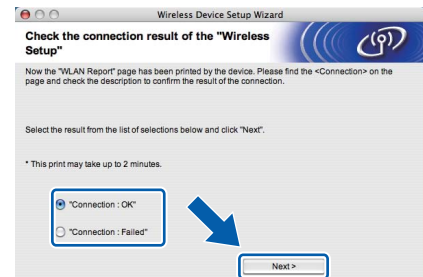 Wireless Device Setup Wizard
Check the connection result of the "Wireless
Setup"
Now the "WLAN Report" page has been printed by the device. Please find the <Connection> on the
page and check the description to confirm the result of the connection.
Select the result from the list of selections below and click "Next".
* This print may take up to 2 minutes.
"Connection : OK"
"Connection : Failed"
Next >